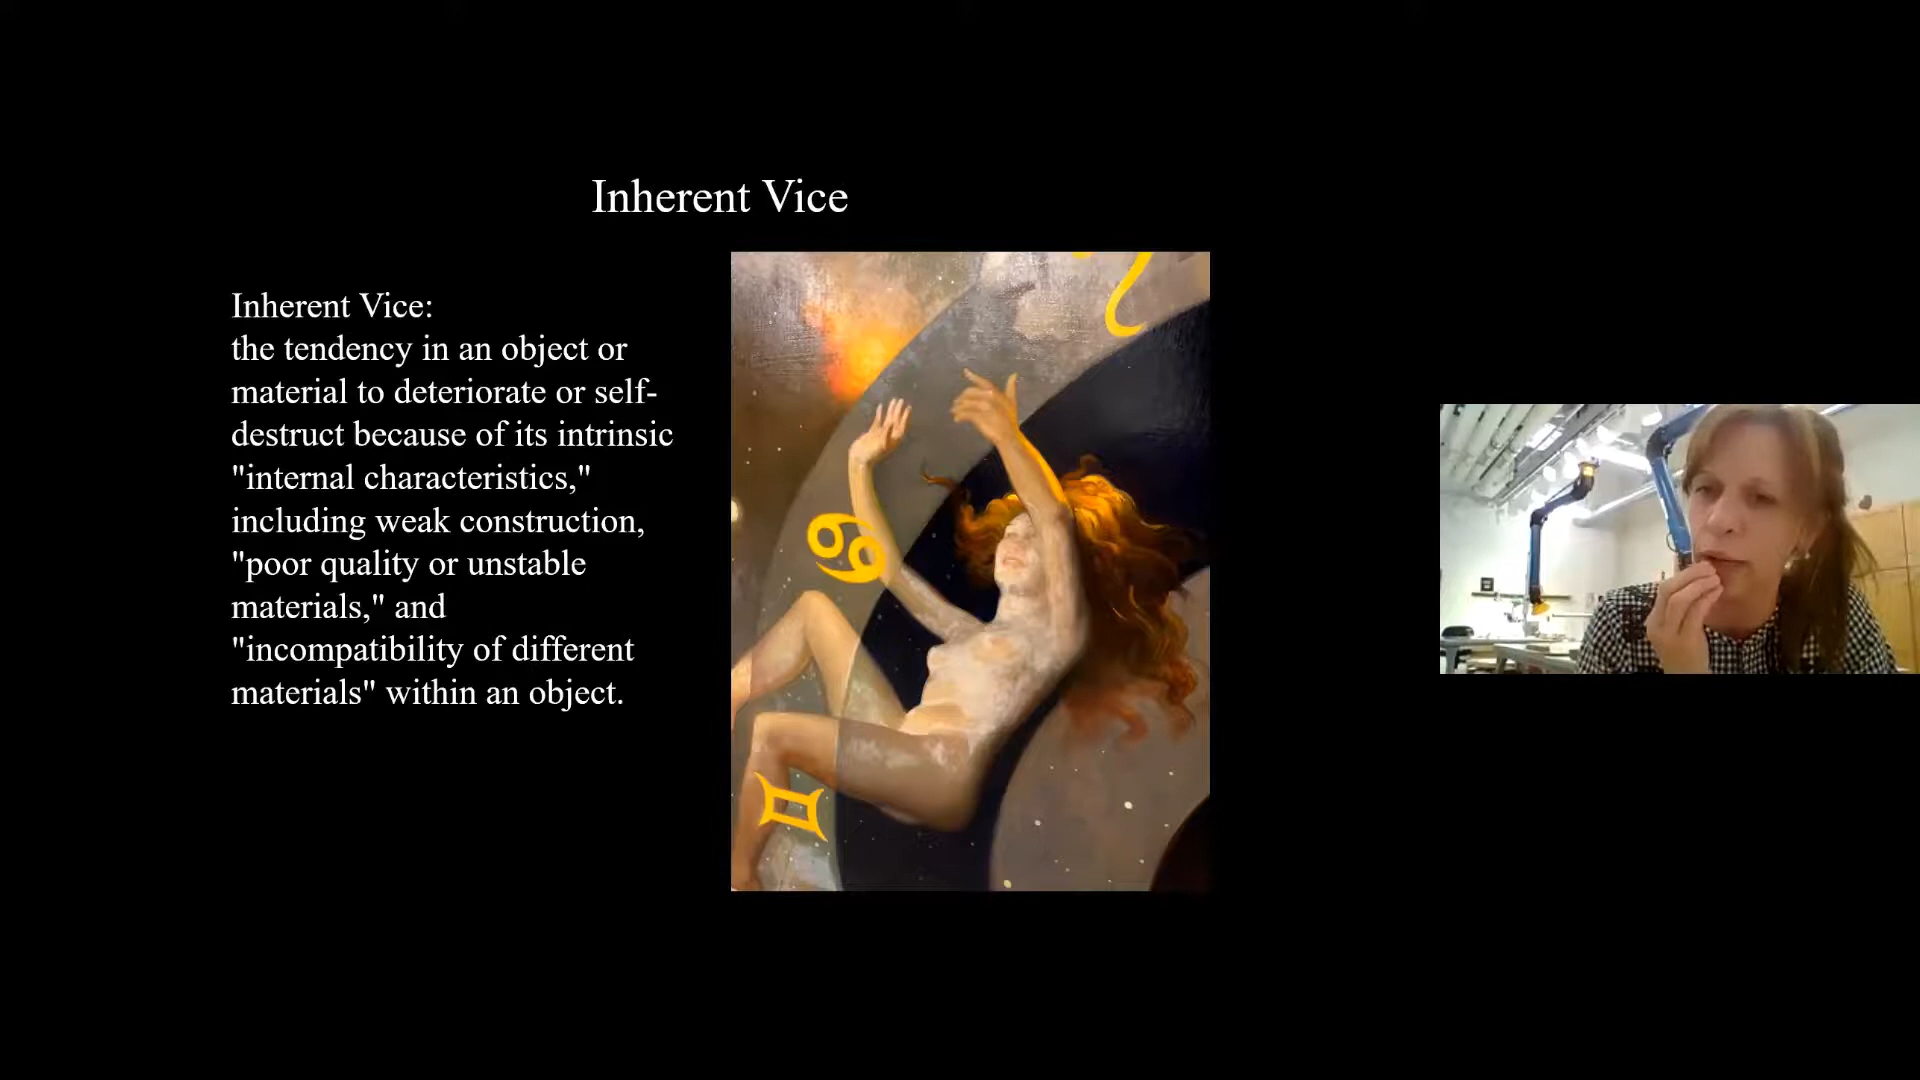 Inherent Vice
Inherent Vice:
the tendency in an object or
material to deteriorate or self-
destruct because of its intrinsic
"internal characteristics,"
including weak construction,
"poor quality or unstable
materials," and
"incompatibility of different
materials" within an object.